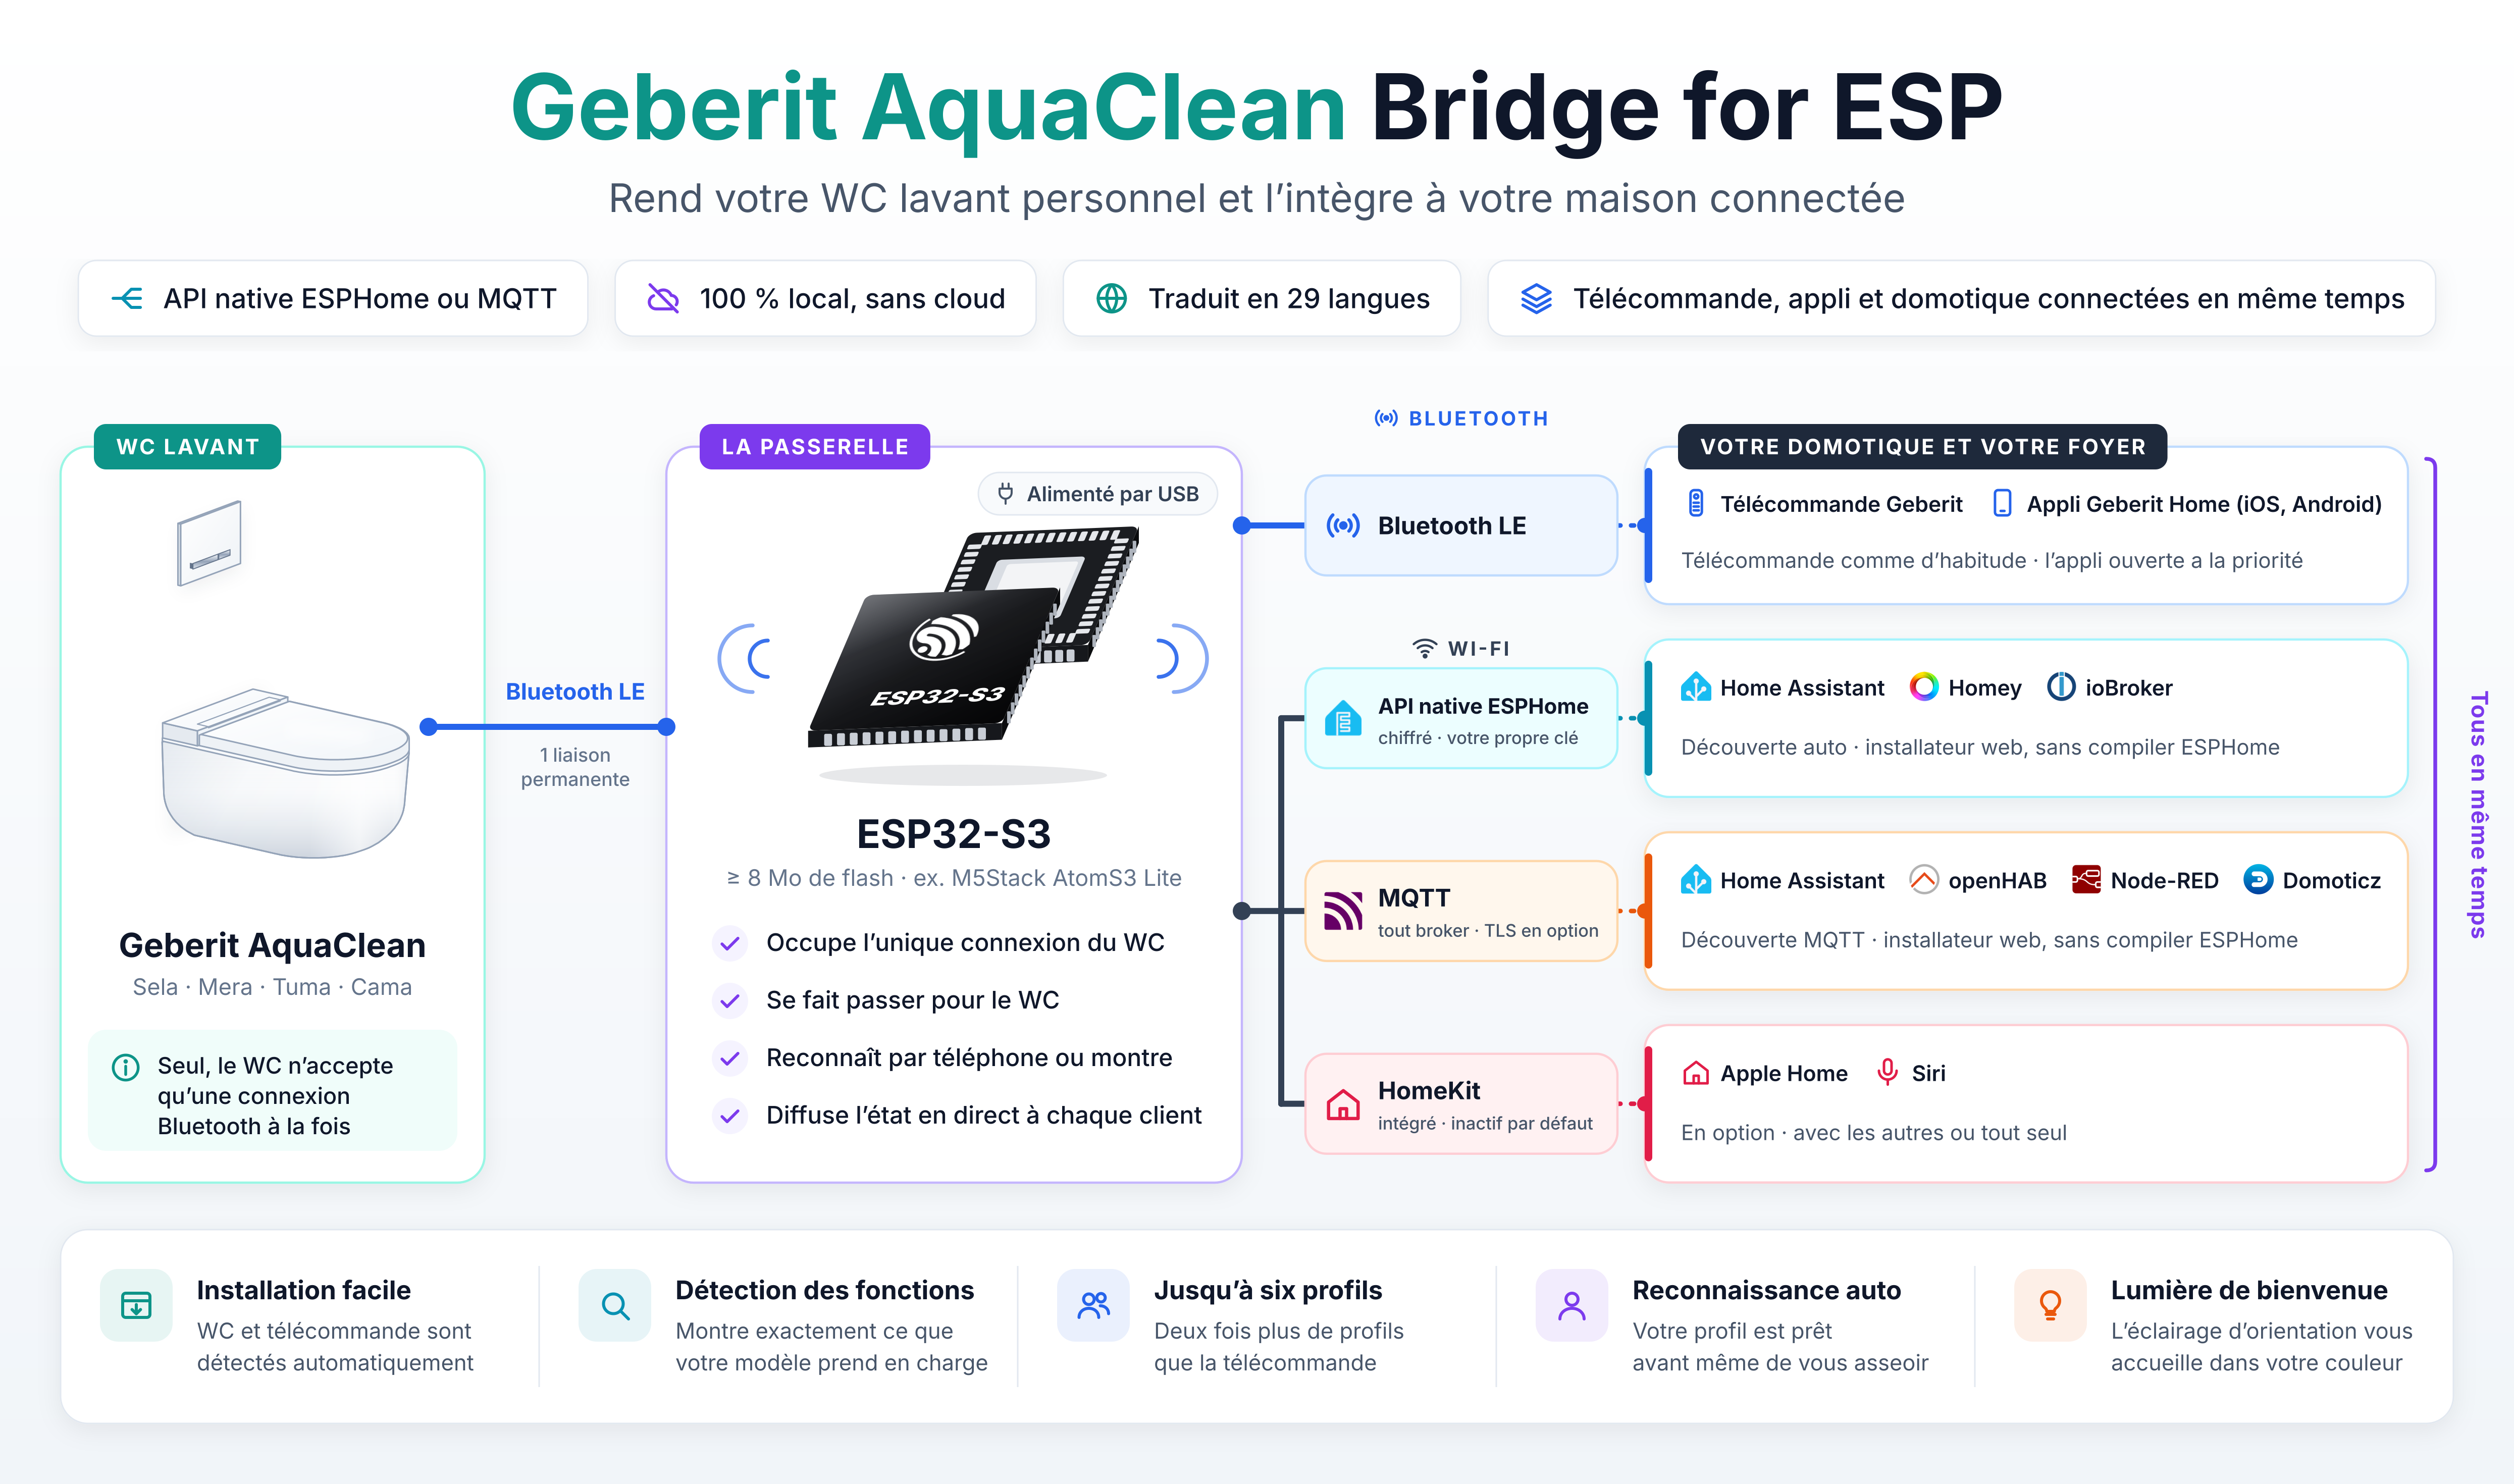 Geberit AquaClean Bridge for ESP
Rend votre WC lavant personnel et l’intègre à votre maison connectée
API native ESPHome ou MQTT
100 % local, sans cloud
Traduit en 29 langues
Télécommande, appli et domotique connectées en même temps
WC LAVANT
Geberit AquaClean
Sela · Mera · Tuma · Cama
Seul, le WC n’accepte
qu’une connexion
Bluetooth à la fois
Bluetooth LE
1 liaison
permanente
LA PASSERELLE
Alimenté par USB
ESP32-S3
ESP32-S3
≥ 8 Mo de flash · ex. M5Stack AtomS3 Lite
Occupe l’unique connexion du WC
Se fait passer pour le WC
Reconnaît par téléphone ou montre
Diffuse l’état en direct à chaque client
BLUETOOTH
Bluetooth LE
WI-FI
API native ESPHome
chiffré · votre propre clé
MQTT
tout broker · TLS en option
HomeKit
intégré · inactif par défaut
VOTRE DOMOTIQUE ET VOTRE FOYER
Télécommande Geberit
Appli Geberit Home (iOS, Android)
Télécommande comme d’habitude · l’appli ouverte a la priorité
Home Assistant
Homey
ioBroker
Découverte auto · installateur web, sans compiler ESPHome
Home Assistant
openHAB
Node-RED
Domoticz
Découverte MQTT · installateur web, sans compiler ESPHome
Apple Home
Siri
En option · avec les autres ou tout seul
Tous en même temps
Installation facile
WC et télécommande sont
détectés automatiquement
Détection des fonctions
Montre exactement ce que
votre modèle prend en charge
Jusqu’à six profils
Deux fois plus de profils
que la télécommande
Reconnaissance auto
Votre profil est prêt
avant même de vous asseoir
Lumière de bienvenue
L’éclairage d’orientation vous
accueille dans votre couleur